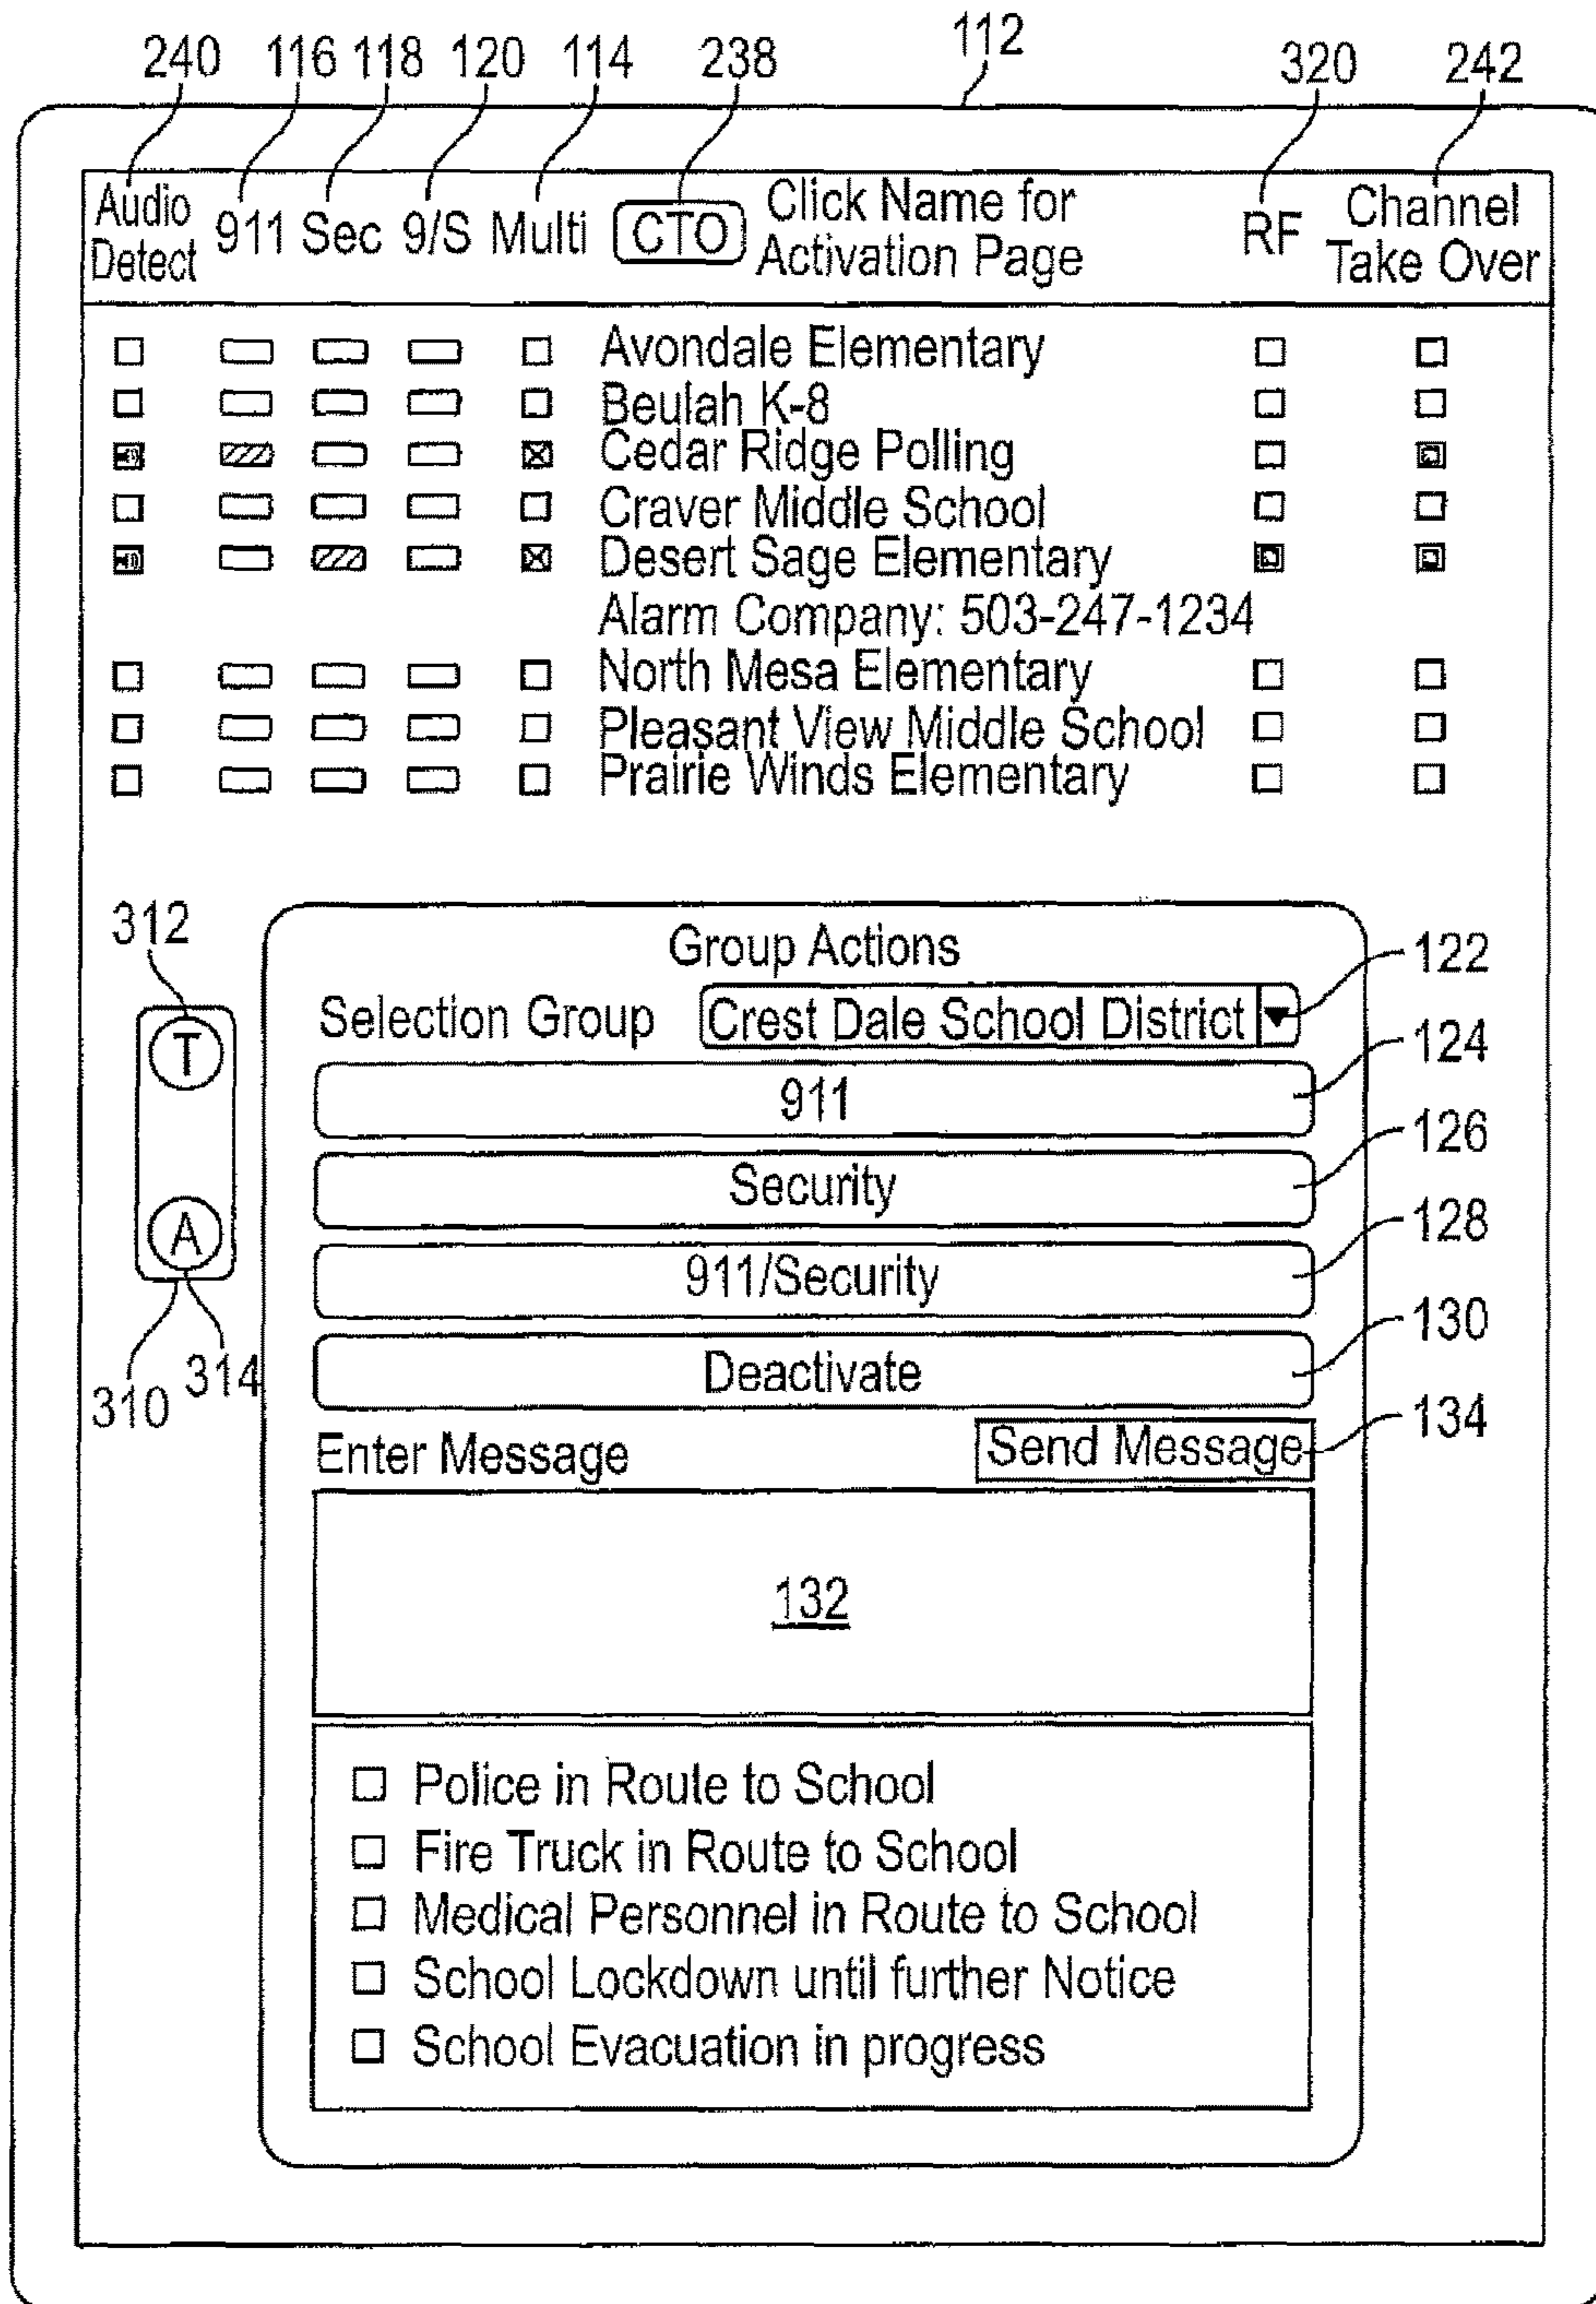 240 116 118 120 114 238 112 320 242
Audio Detect 911 Sec 9/S Multi CTO Click Name for Activation Page RF Channel Take Over
Avondale Elementary
Beulah K-8
Cedar Ridge Polling
Craver Middle School
Desert Sage Elementary
Alarm Company: 503-247-1234
North Mesa Elementary
Pleasant View Middle School
Prairie Winds Elementary
312
Group Actions
122
Selection Group Crest Dale School District
T
124
911
126
Security
128
A
911/Security
130
314
310
Deactivate
134
Enter Message Send Message
132
Police in Route to School
Fire Truck in Route to School
Medical Personnel in Route to School
School Lockdown until further Notice
School Evacuation in progress